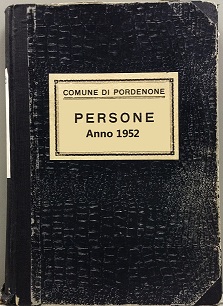 COMUNE DI PORDENONE
PERSONE
Anno 1952